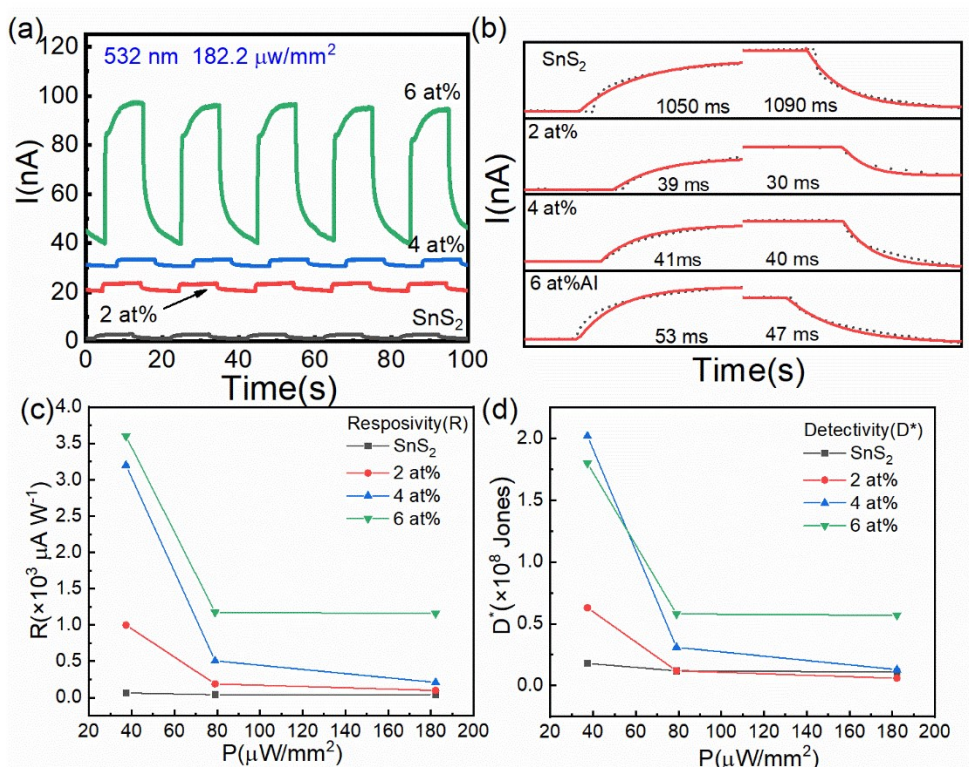 (a)
120
100
80
60
40
20
0
I(nA)
532 nm 182.2 μw/mm²
6 at%
4 at%
2 at%
SnS₂
0 20 40 60 80 100
Time(s)
(b)
I(nA)
SnS₂
1050 ms 1090 ms
2 at%
39 ms 30 ms
4 at%
41ms 40 ms
6 at%Al
53 ms 47 ms
Time(s)
(c)
4.0
3.5
3.0
2.5
2.0
1.5
1.0
0.5
0.0
R(×10³ μA W⁻¹)
Resposivity(R)
SnS₂
2 at%
4 at%
6 at%
20 40 60 80 100 120 140 160 180 200
P(μW/mm²)
(d)
2.0
1.5
1.0
0.5
0.0
D*(×10⁸ Jones)
Detectivity(D*)
SnS₂
2 at%
4 at%
6 at%
20 40 60 80 100 120 140 160 180 200
P(μW/mm²)